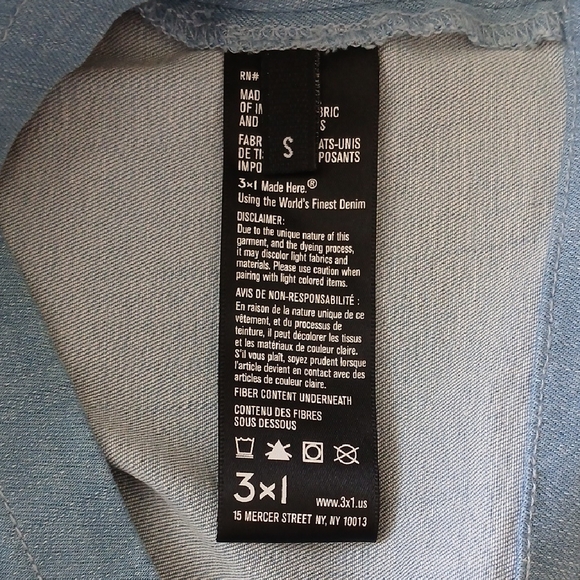 RN#
OF
AND
S
ATS-UNIS
S
3×1 Made Here.®
Using the World's Finest Denim
DISCLAIMER:
Due to the unique nature of this
garment, and the dyeing process,
it may discolor light fabrics and
materials. Please use caution when
pairing with light colored items.
AVIS DE NON-RESPONSABILITÉ :
En raison de la nature unique de ce
vêtement, et du processus de
teinture, il peut décolorer les tissus
et les matériaux de couleur claire.
S'il vous plaît, soyez prudent lorsque
l'article devient en contact avec des
articles de couleur claire.
FIBER CONTENT UNDERNEATH
CONTENU DES FIBRES
SOUS DESSOUS
3×1 www.3x1.us
15 MERCER STREET NY, NY 10013